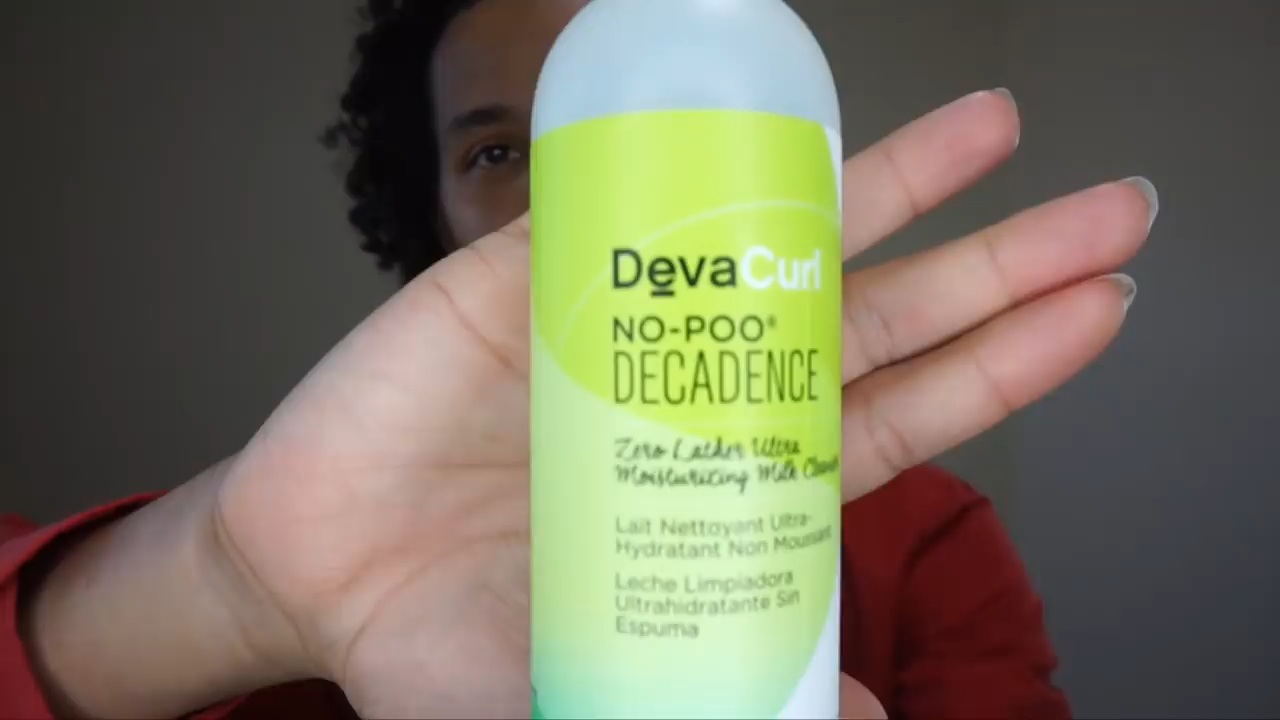 DevaCurl
NO-POO®
DECADENCE
Zero Lather Ultra
Moisturizing Milk
Lait Nettoyant Ultra-
Hydratant Non Moussant
Leche Limpiadora
Ultrahidratante Sin
Espuma